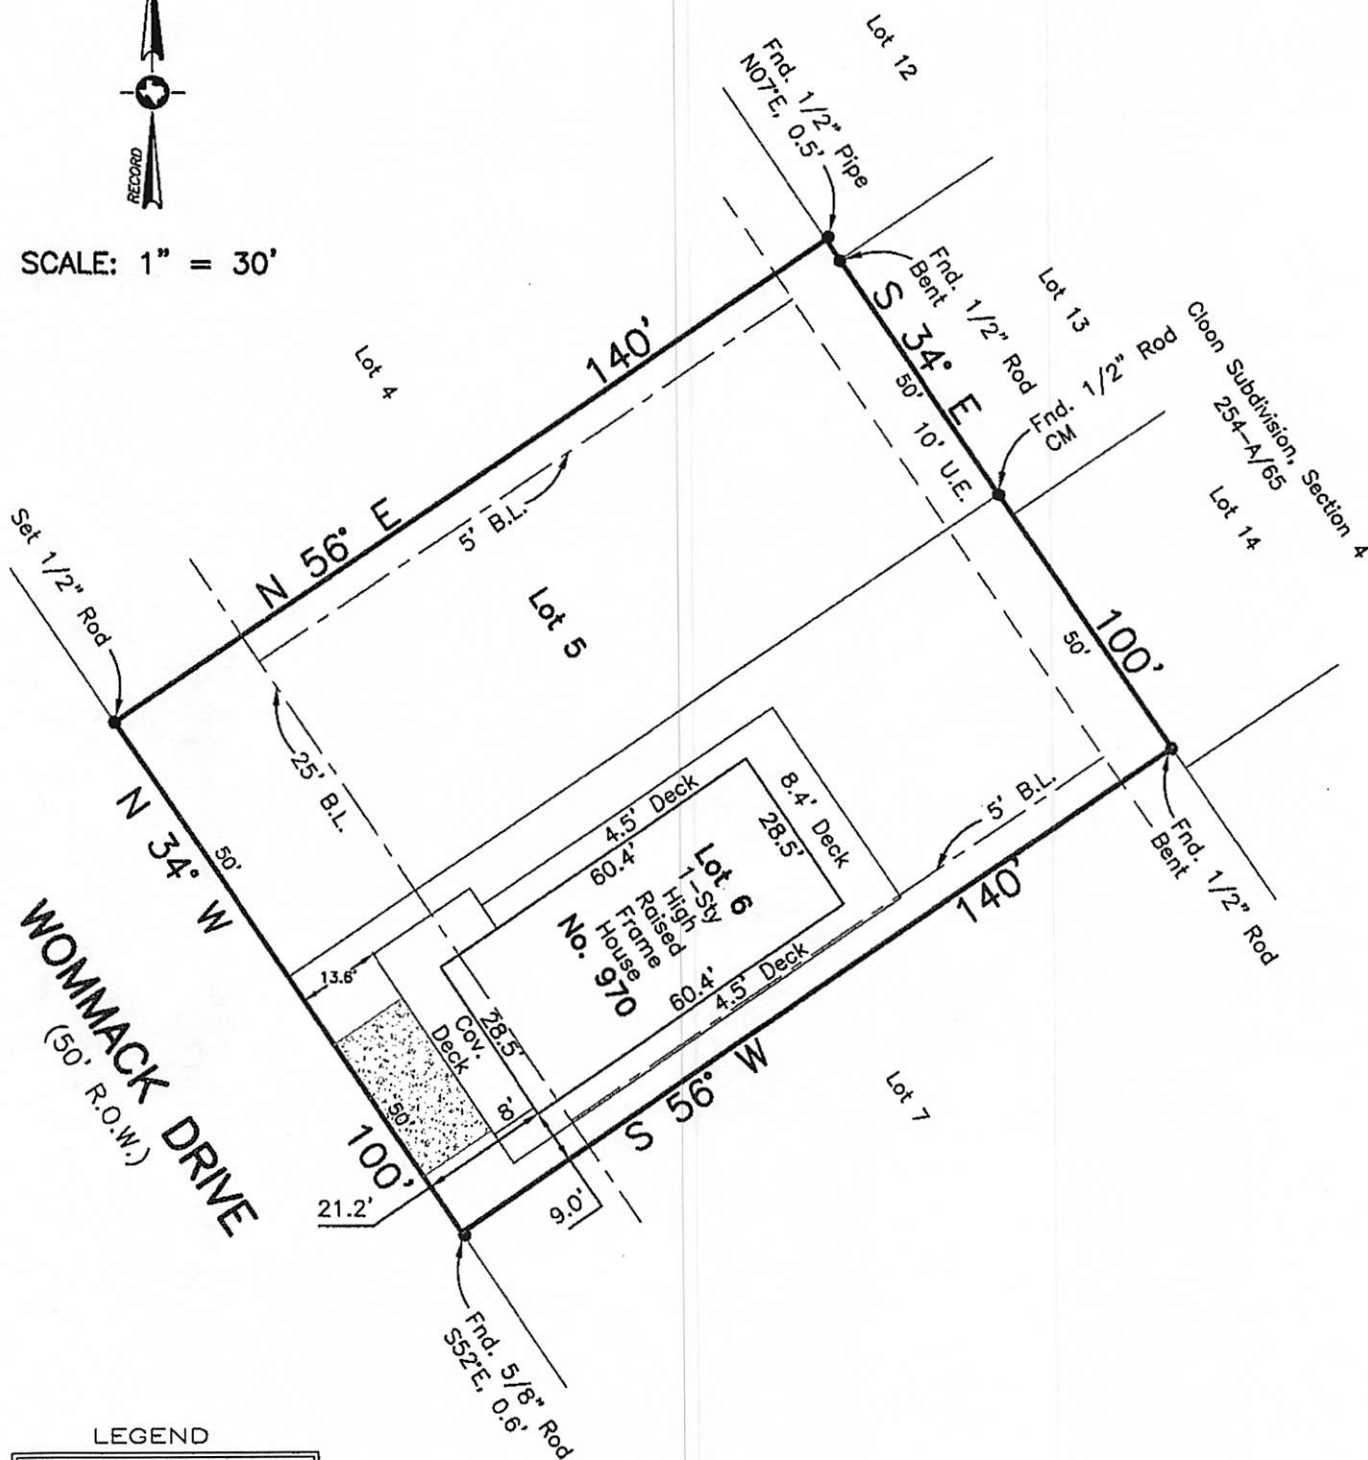 RECORD
SCALE: 1" = 30'
Lot 12
Fnd. 1/2" Pipe
N07°E, 0.5'
Fnd. 1/2" Rod
Bent
Lot 13
S 34° E
50'
10' U.E.
Fnd. 1/2" Rod
CM
Cloon Subdivision, Section 4
254-A/65
Lot 14
Lot 4
140'
N 56° E
5' B.L.
Lot 5
Set 1/2" Rod
25' B.L.
N 34° W
50'
100'
50'
5' B.L.
140'
Fnd. 1/2" Rod
Bent
4.5' Deck
60.4'
8.4' Deck
28.5'
Lot 6
1-Sty
High
Raised
Frame
House
No. 970
60.4'
4.5' Deck
13.6'
Cov.
Deck
28.5'
8'
50'
100'
21.2'
9.0'
S 56° W
Lot 7
WOMMACK DRIVE
(50' R.O.W.)
Fnd. 5/8" Rod
S52°E, 0.6'
LEGEND